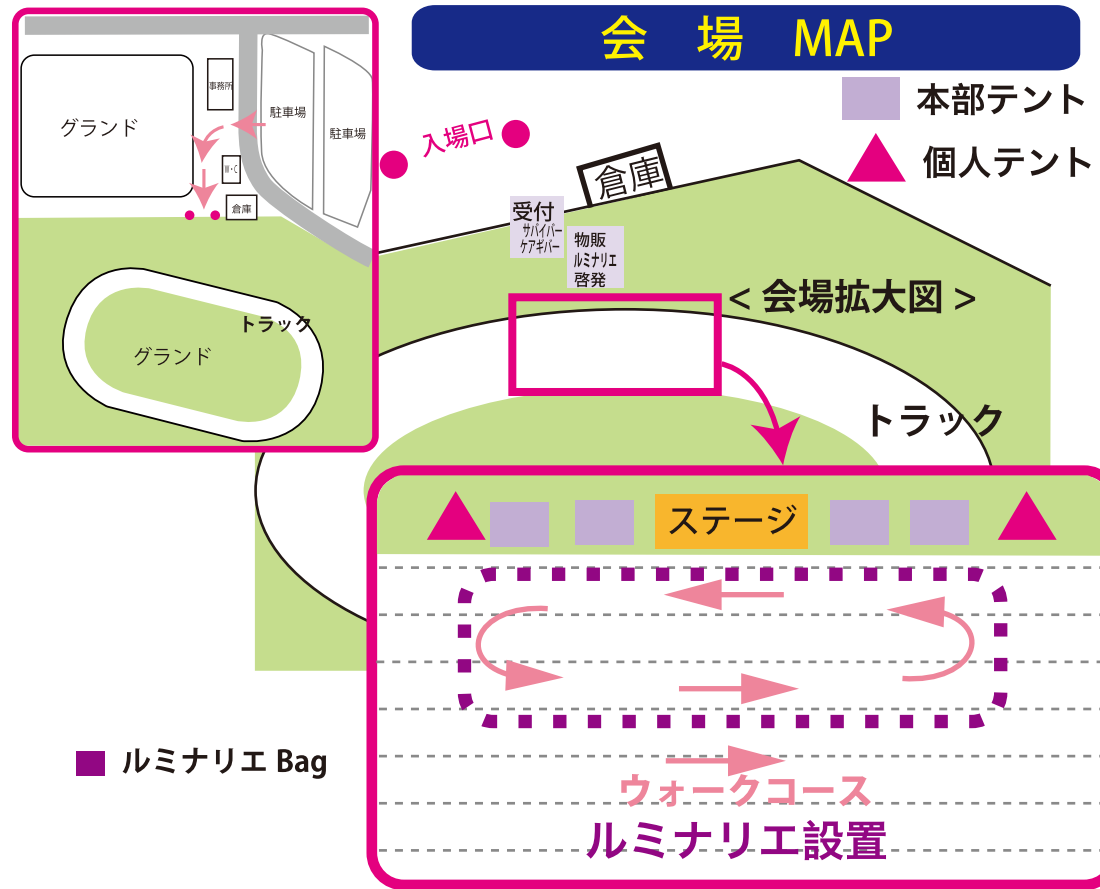 会 場 MAP
本部テント
個人テント
事務所
グランド
駐車場
駐車場
W・C
倉庫
トラック
グランド
入場口
倉庫
受付
サバイバー
ケアギバー
物販
ルミナリエ
啓発
< 会場拡大図 >
トラック
ステージ
ルミナリエ Bag
ウォークコース
ルミナリエ設置